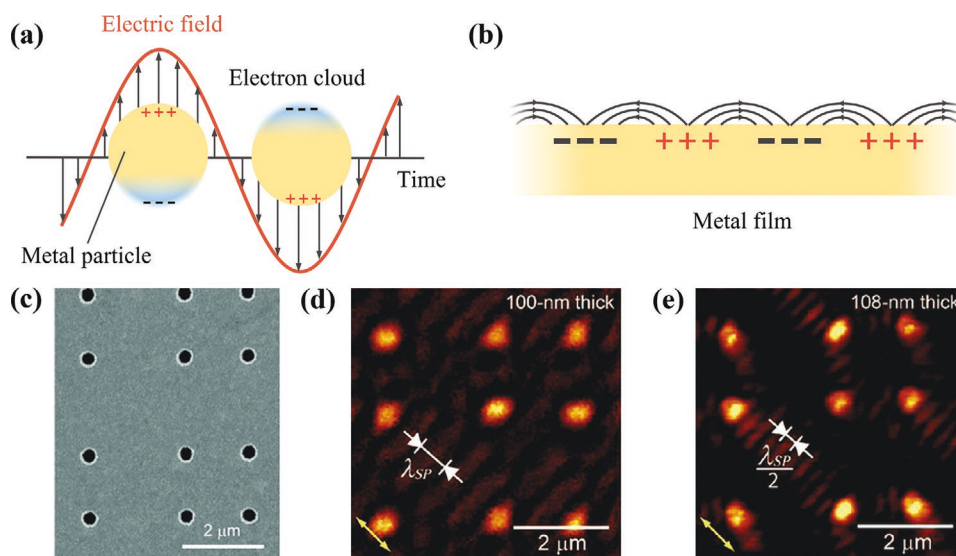 (a)
Electric field
+++
Electron cloud
---
Time
+++
---
Metal particle
(b)
--- +++ --- +++
Metal film
(c)
2 μm
(d)
100-nm thick
λSP
2 μm
(e)
108-nm thick
λSP
2
2 μm